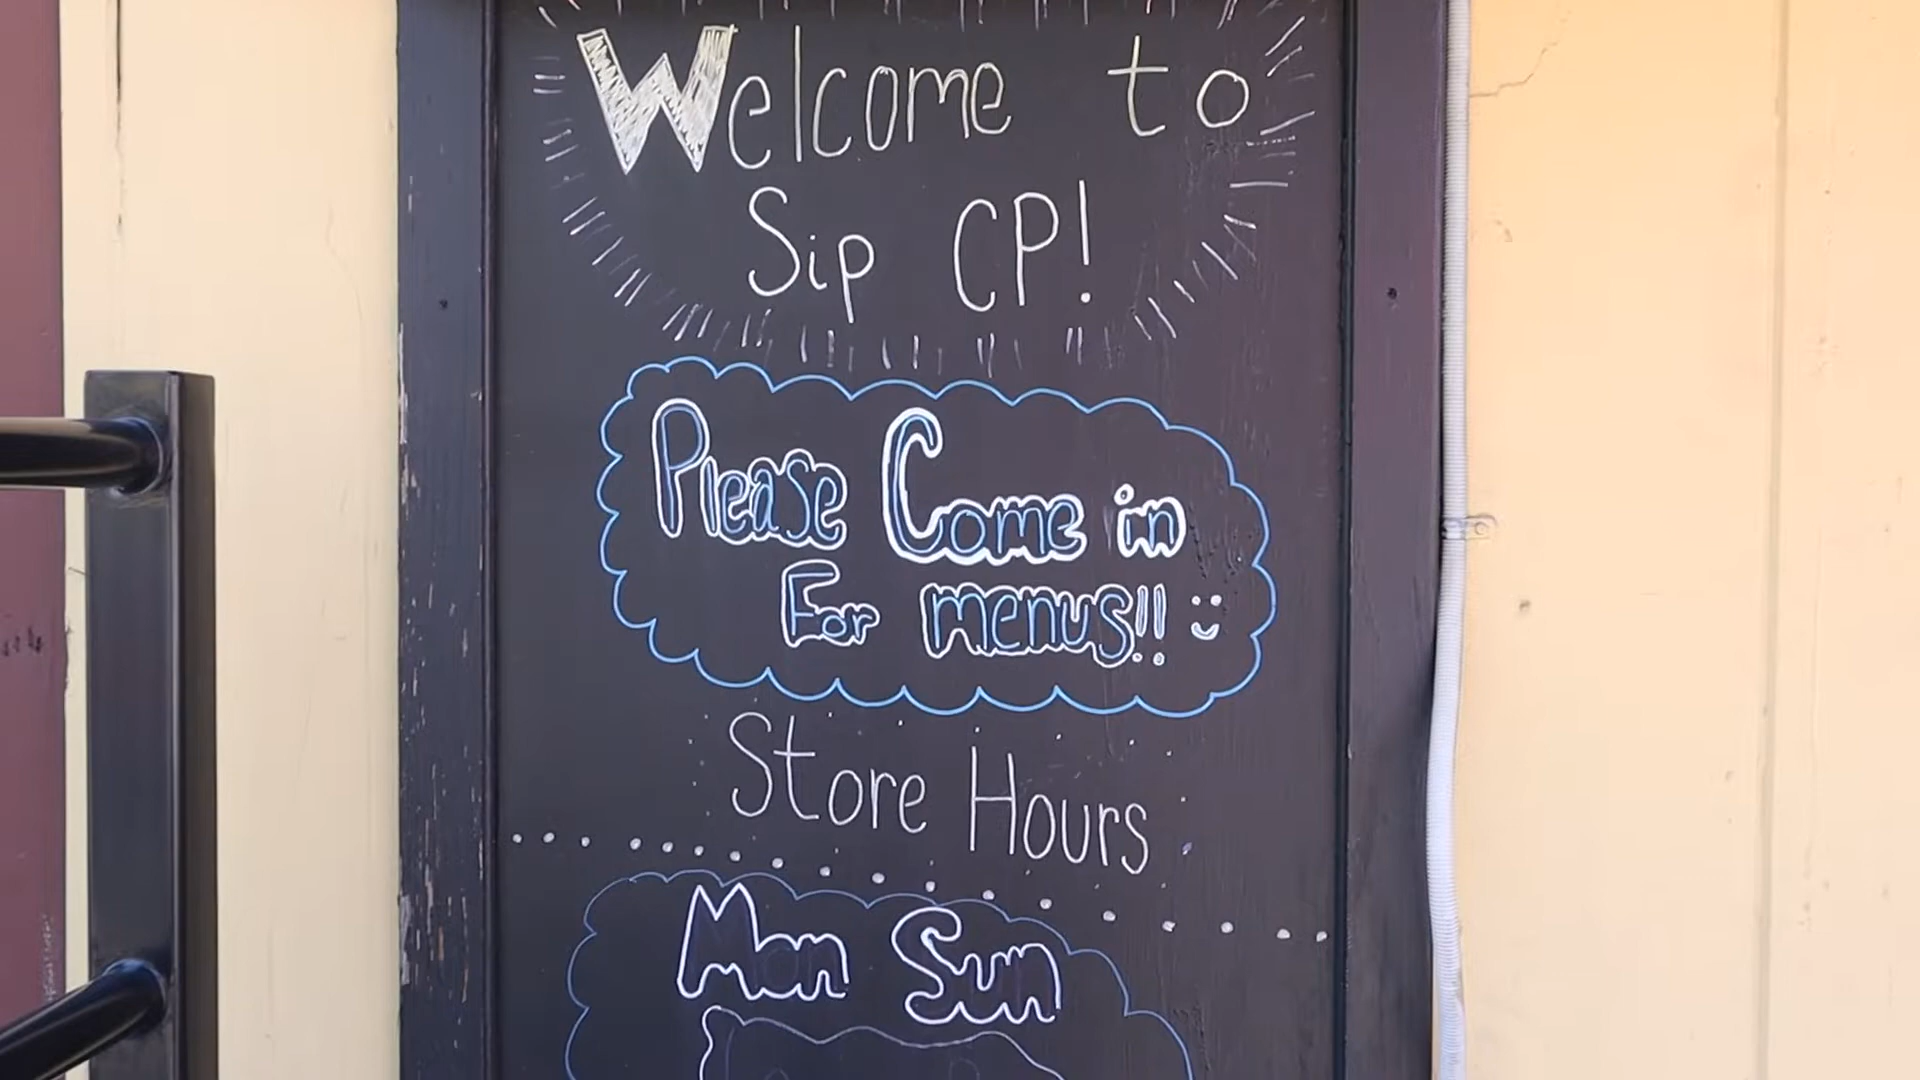 Welcome to
Sip CP!
Please Come in
For menus!!
Store Hours
Mon Sun